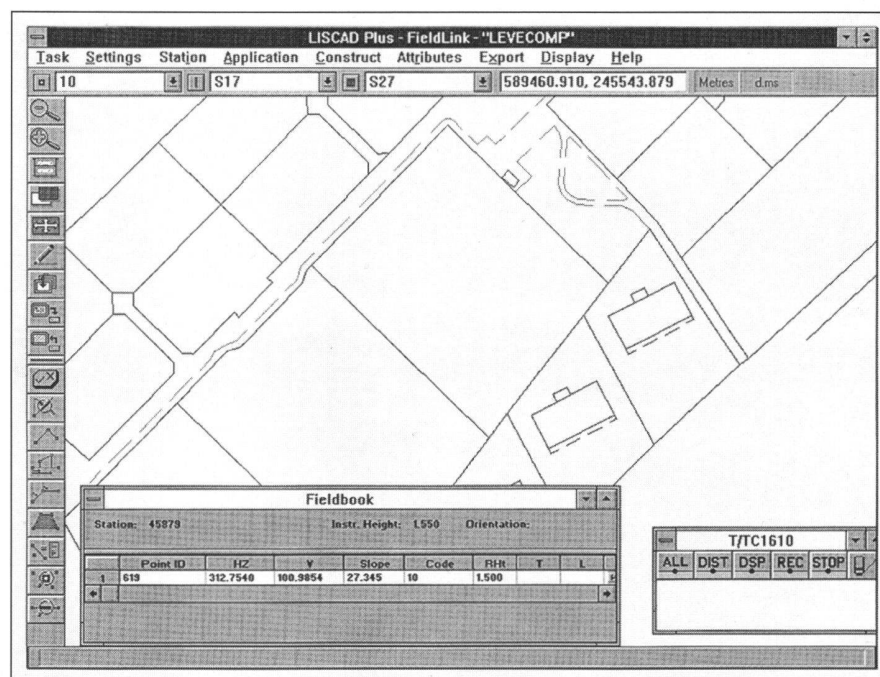 LISCAD Plus - FieldLink - "LEVECOMP"
Task Settings Station Application Construct Attributes Export Display Help
10 S17 S27 589460.910, 245543.879 Metres d.ms
Fieldbook
Station: 45879 Instr. Height: 1.550 Orientation:
Point ID HZ V Slope Code RHt T L
1 619 312.7540 100.9854 27.345 10 1.500
T/TC1610
ALL DIST DSP REC STOP